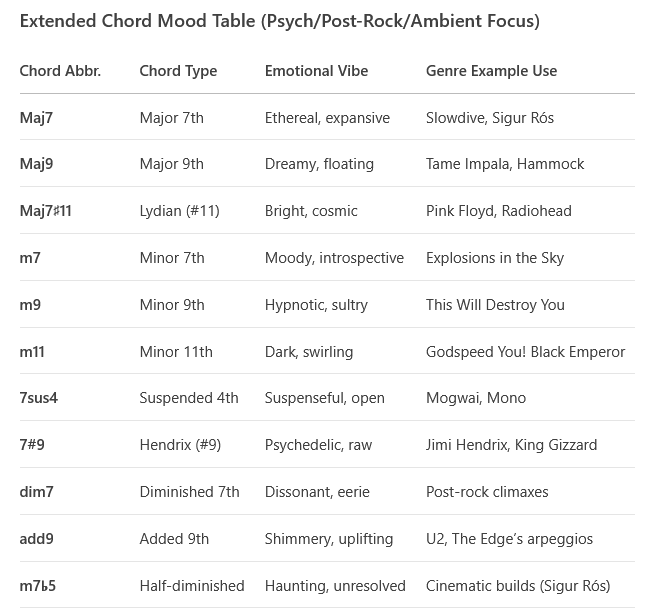 Extended Chord Mood Table (Psych/Post-Rock/Ambient Focus)
Chord Abbr. Chord Type Emotional Vibe Genre Example Use
Maj7 Major 7th Ethereal, expansive Slowdive, Sigur Rós
Maj9 Major 9th Dreamy, floating Tame Impala, Hammock
Maj7♯11 Lydian (#11) Bright, cosmic Pink Floyd, Radiohead
m7 Minor 7th Moody, introspective Explosions in the Sky
m9 Minor 9th Hypnotic, sultry This Will Destroy You
m11 Minor 11th Dark, swirling Godspeed You! Black Emperor
7sus4 Suspended 4th Suspenseful, open Mogwai, Mono
7#9 Hendrix (#9) Psychedelic, raw Jimi Hendrix, King Gizzard
dim7 Diminished 7th Dissonant, eerie Post-rock climaxes
add9 Added 9th Shimmery, uplifting U2, The Edge’s arpeggios
m7♭5 Half-diminished Haunting, unresolved Cinematic builds (Sigur Rós)